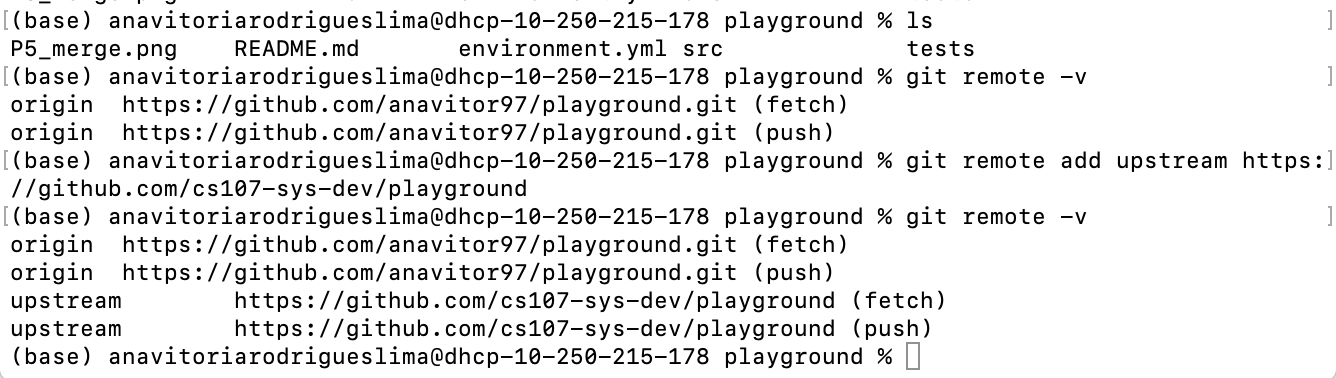 (base) anavitoriarodrigueslima@dhcp-10-250-215-178 playground % ls
P5_merge.png README.md environment.yml src tests
(base) anavitoriarodrigueslima@dhcp-10-250-215-178 playground % git remote -v
origin https://github.com/anavitor97/playground.git (fetch)
origin https://github.com/anavitor97/playground.git (push)
(base) anavitoriarodrigueslima@dhcp-10-250-215-178 playground % git remote add upstream https:
//github.com/cs107-sys-dev/playground
(base) anavitoriarodrigueslima@dhcp-10-250-215-178 playground % git remote -v
origin https://github.com/anavitor97/playground.git (fetch)
origin https://github.com/anavitor97/playground.git (push)
upstream https://github.com/cs107-sys-dev/playground (fetch)
upstream https://github.com/cs107-sys-dev/playground (push)
(base) anavitoriarodrigueslima@dhcp-10-250-215-178 playground %